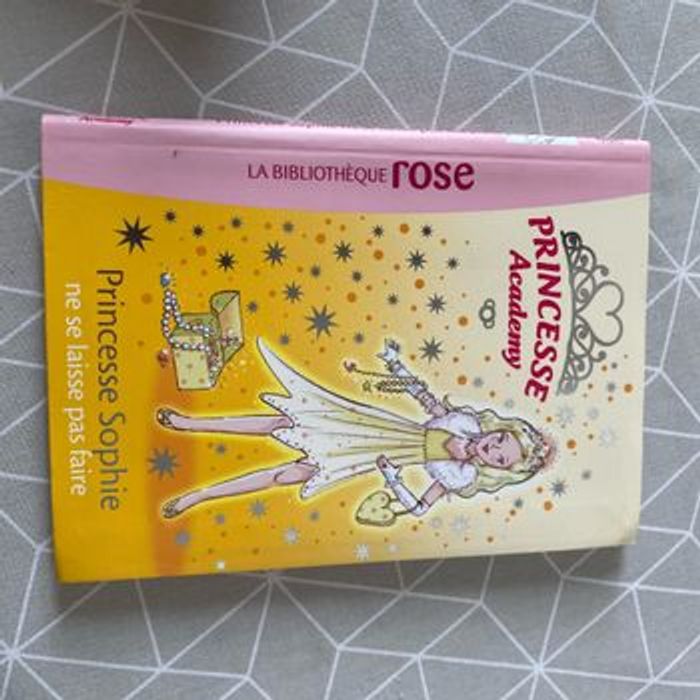 LA BIBLIOTHÈQUE rose
PRINCESSE
Academy
Princesse Sophie
ne se laisse pas faire